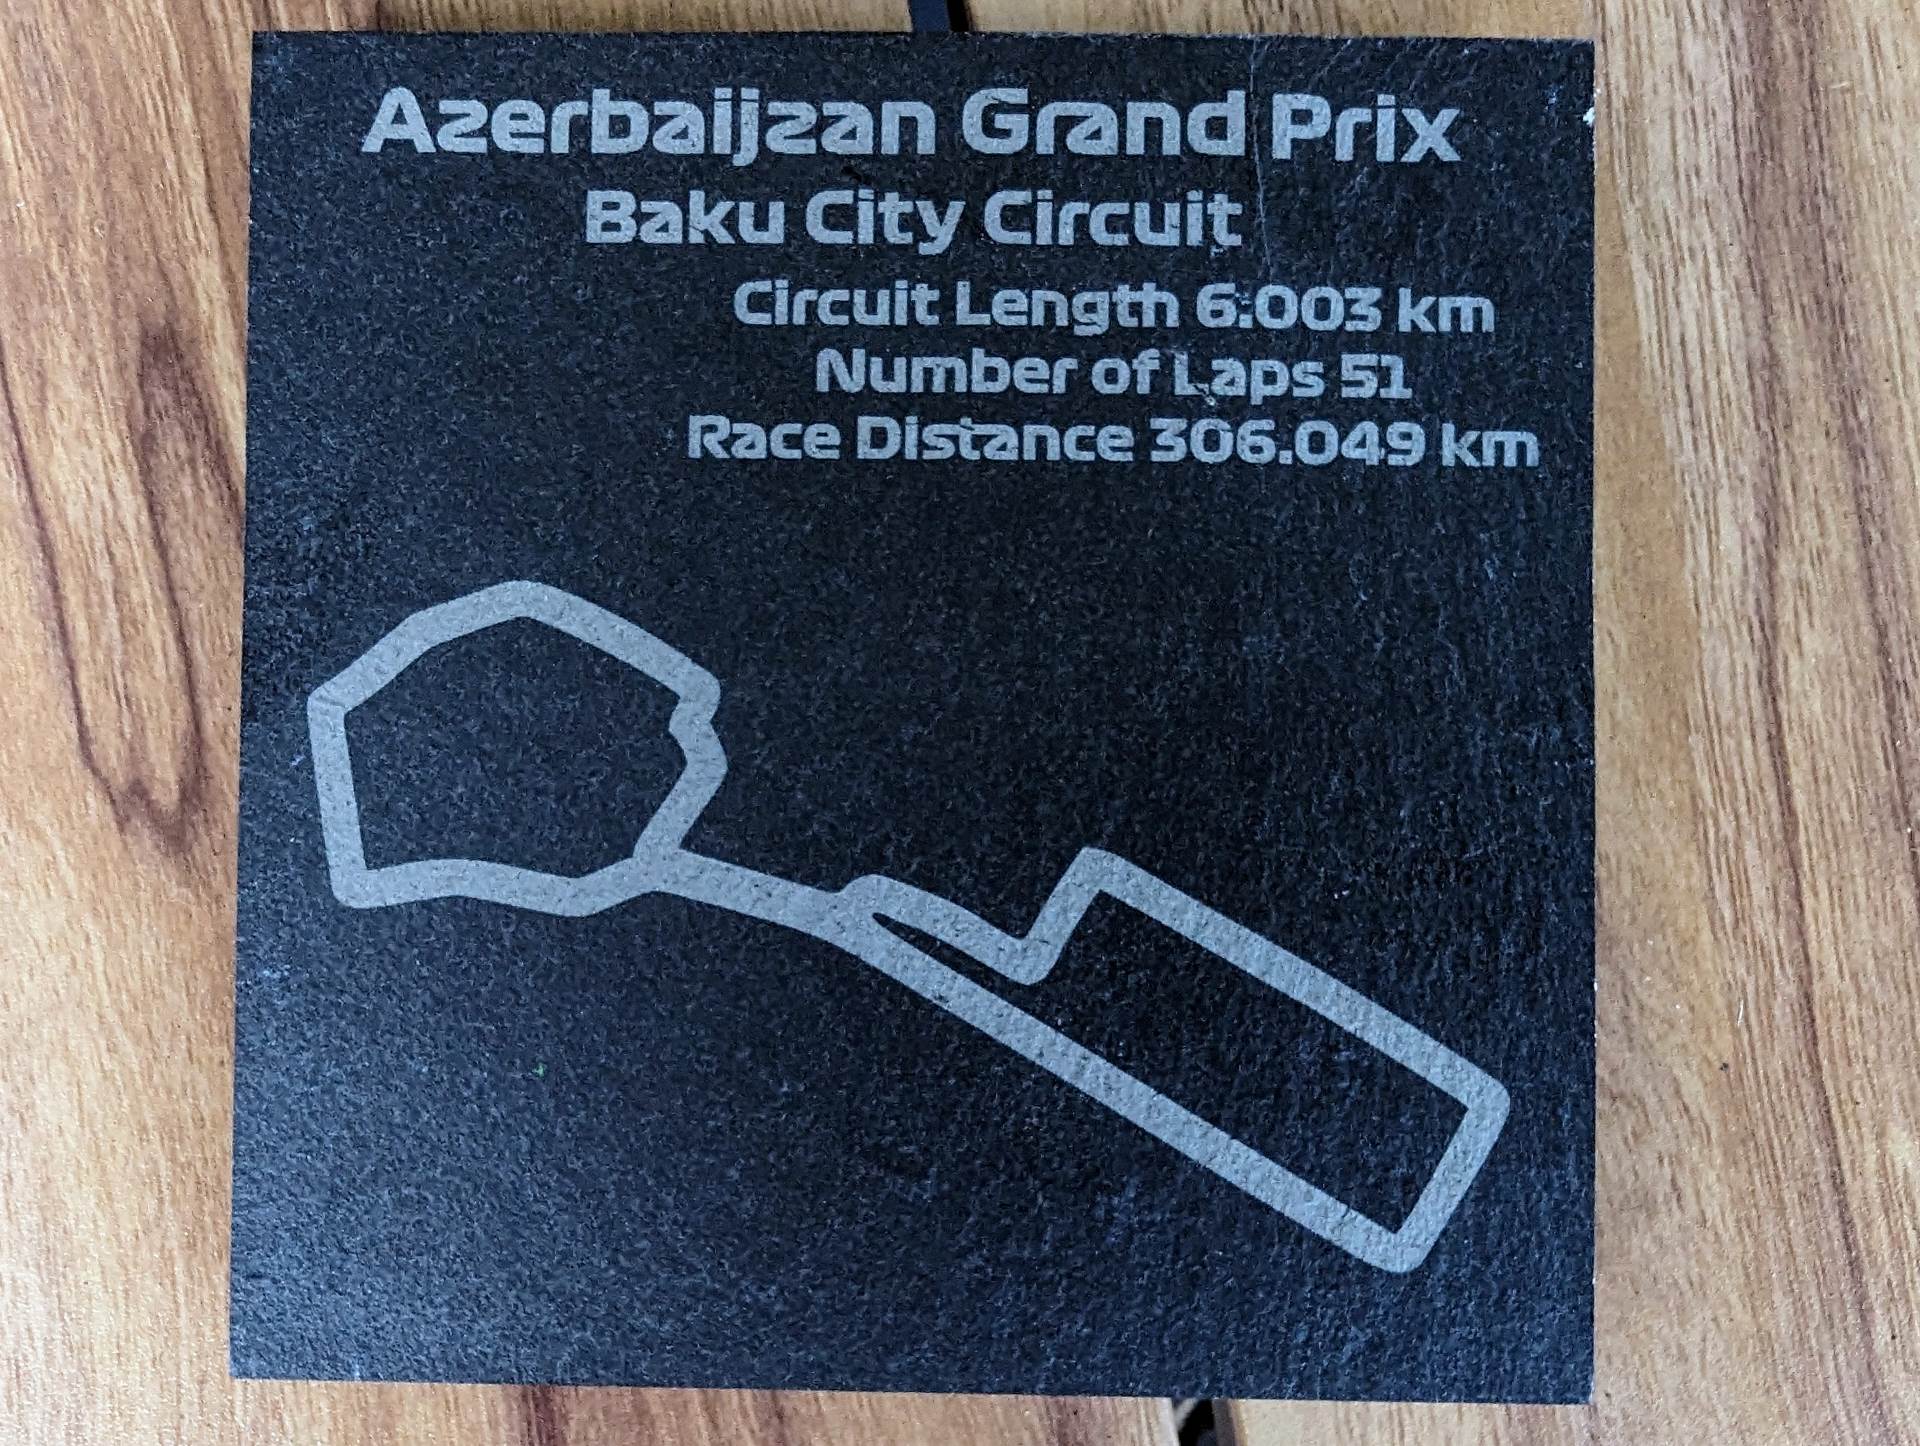 Azerbaijzan Grand Prix
Baku City Circuit
Circuit Length 6.003 km
Number of Laps 51
Race Distance 306.049 km